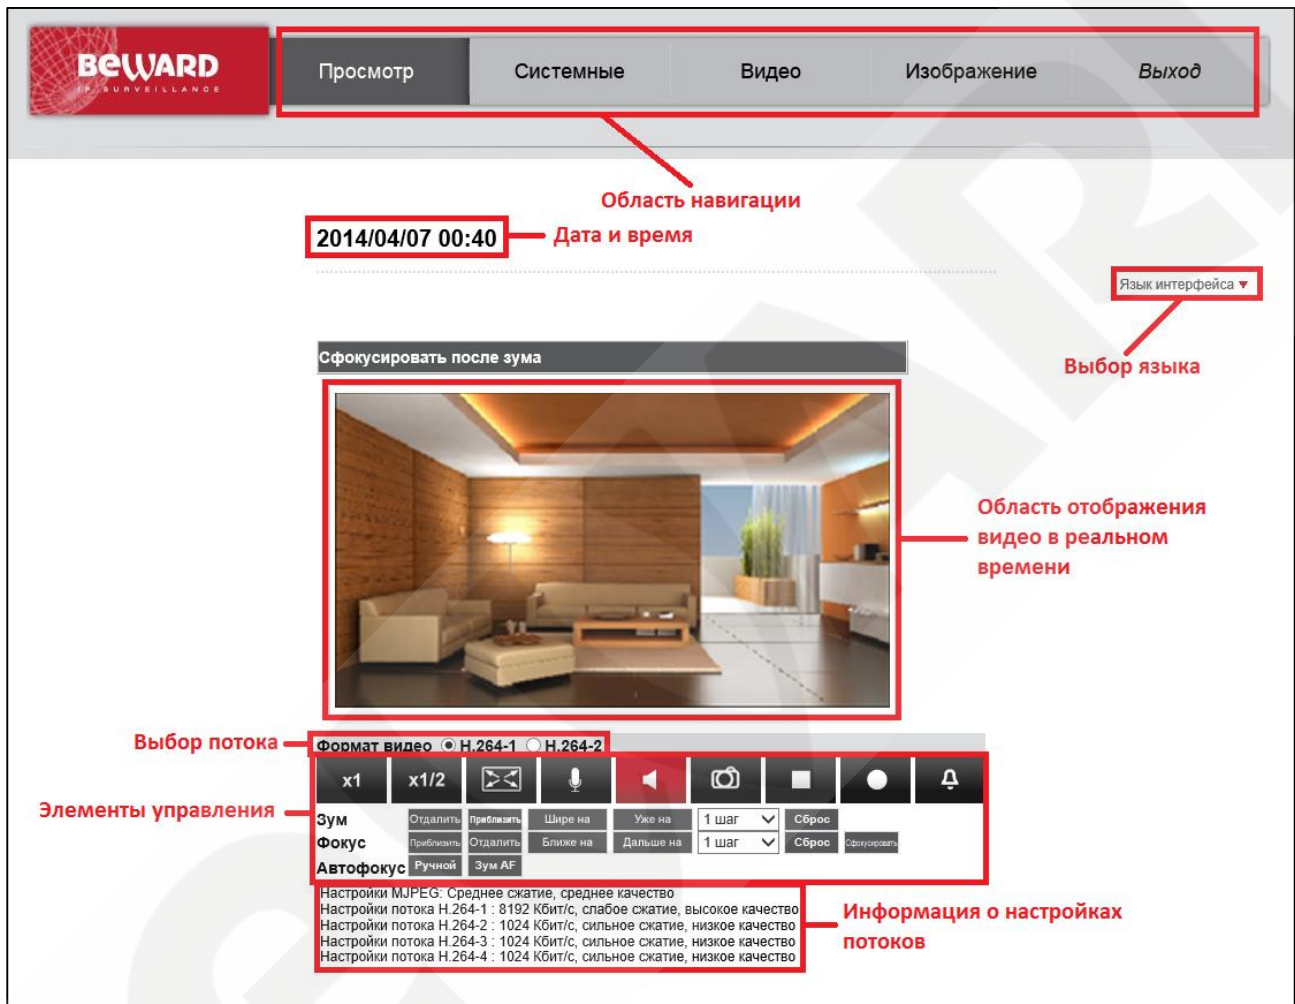 BEWARD
IP SURVEILLANCE
Просмотр Системные Видео Изображение Выход
Область навигации
2014/04/07 00:40
Дата и время
Язык интерфейса
Выбор языка
Сфокусировать после зума
Область отображения
видео в реальном
времени
Выбор потока
Формат видео H.264-1 H.264-2
x1 x1/2
Элементы управления
Зум Отдалить Приблизить Шире на Уже на 1 шаг Сброс
Фокус Приблизить Отдалить Ближе на Дальше на 1 шаг Сброс Сфокусировать
Автофокус Ручной Зум AF
Настройки MJPEG: Среднее сжатие, среднее качество
Настройки потока H.264-1 : 8192 Кбит/с, слабое сжатие, высокое качество
Настройки потока H.264-2 : 1024 Кбит/с, сильное сжатие, низкое качество
Настройки потока H.264-3 : 1024 Кбит/с, сильное сжатие, низкое качество
Настройки потока H.264-4 : 1024 Кбит/с, сильное сжатие, низкое качество
Информация о настройках
потоков